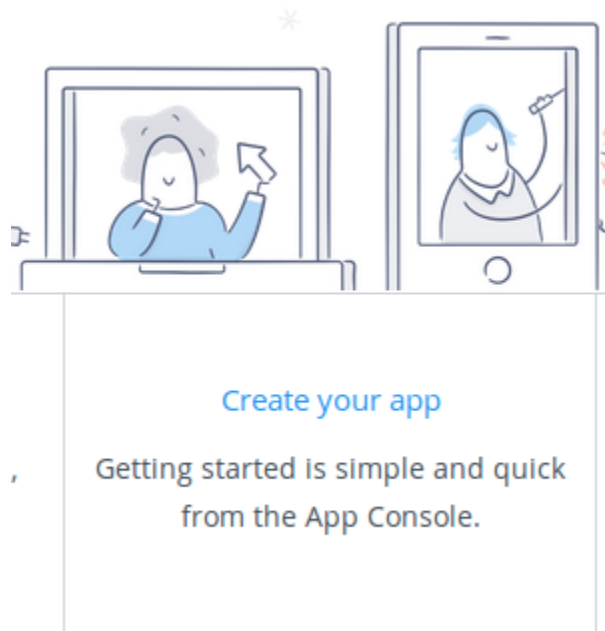 Create your app
, Getting started is simple and quick
from the App Console.